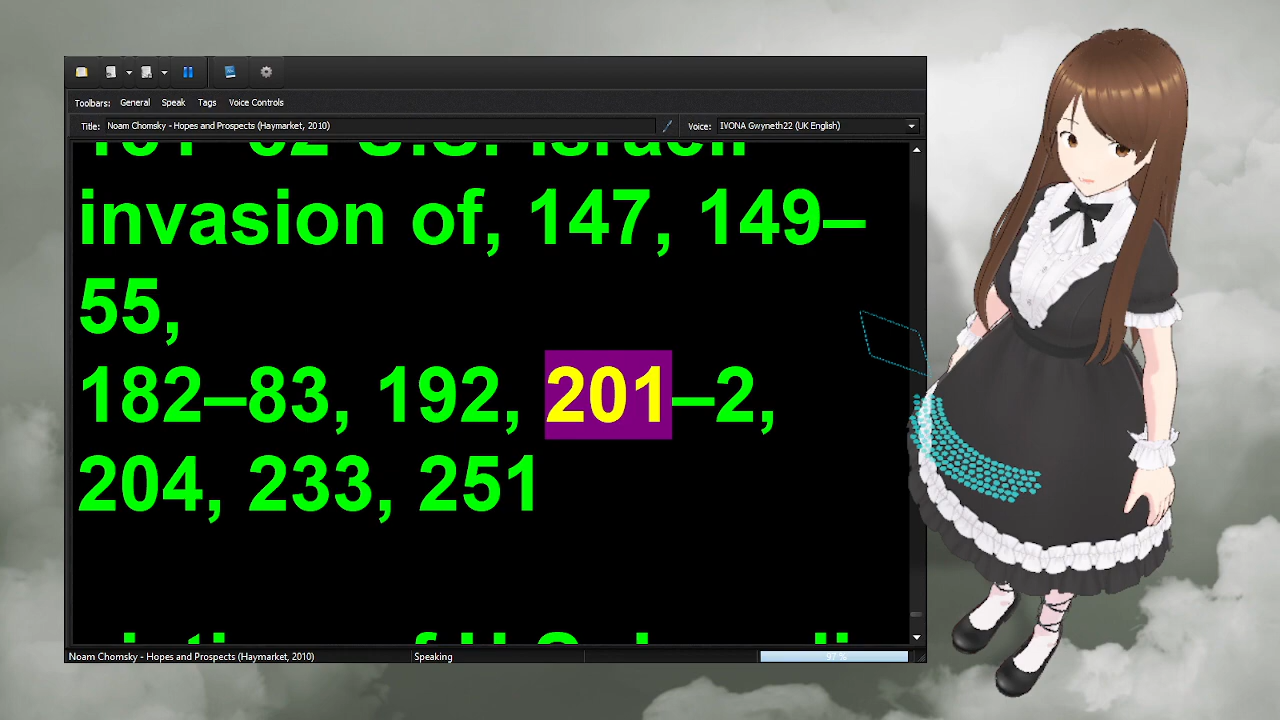 Toolbars: General Speak Tags Voice Controls
Title: Noam Chomsky - Hopes and Prospects (Haymarket, 2010) Voice: IVONA Gwyneth22 (UK English)
invasion of, 147, 149–
55,
182–83, 192, 201–2,
204, 233, 251
Noam Chomsky - Hopes and Prospects (Haymarket, 2010) Speaking 97 %